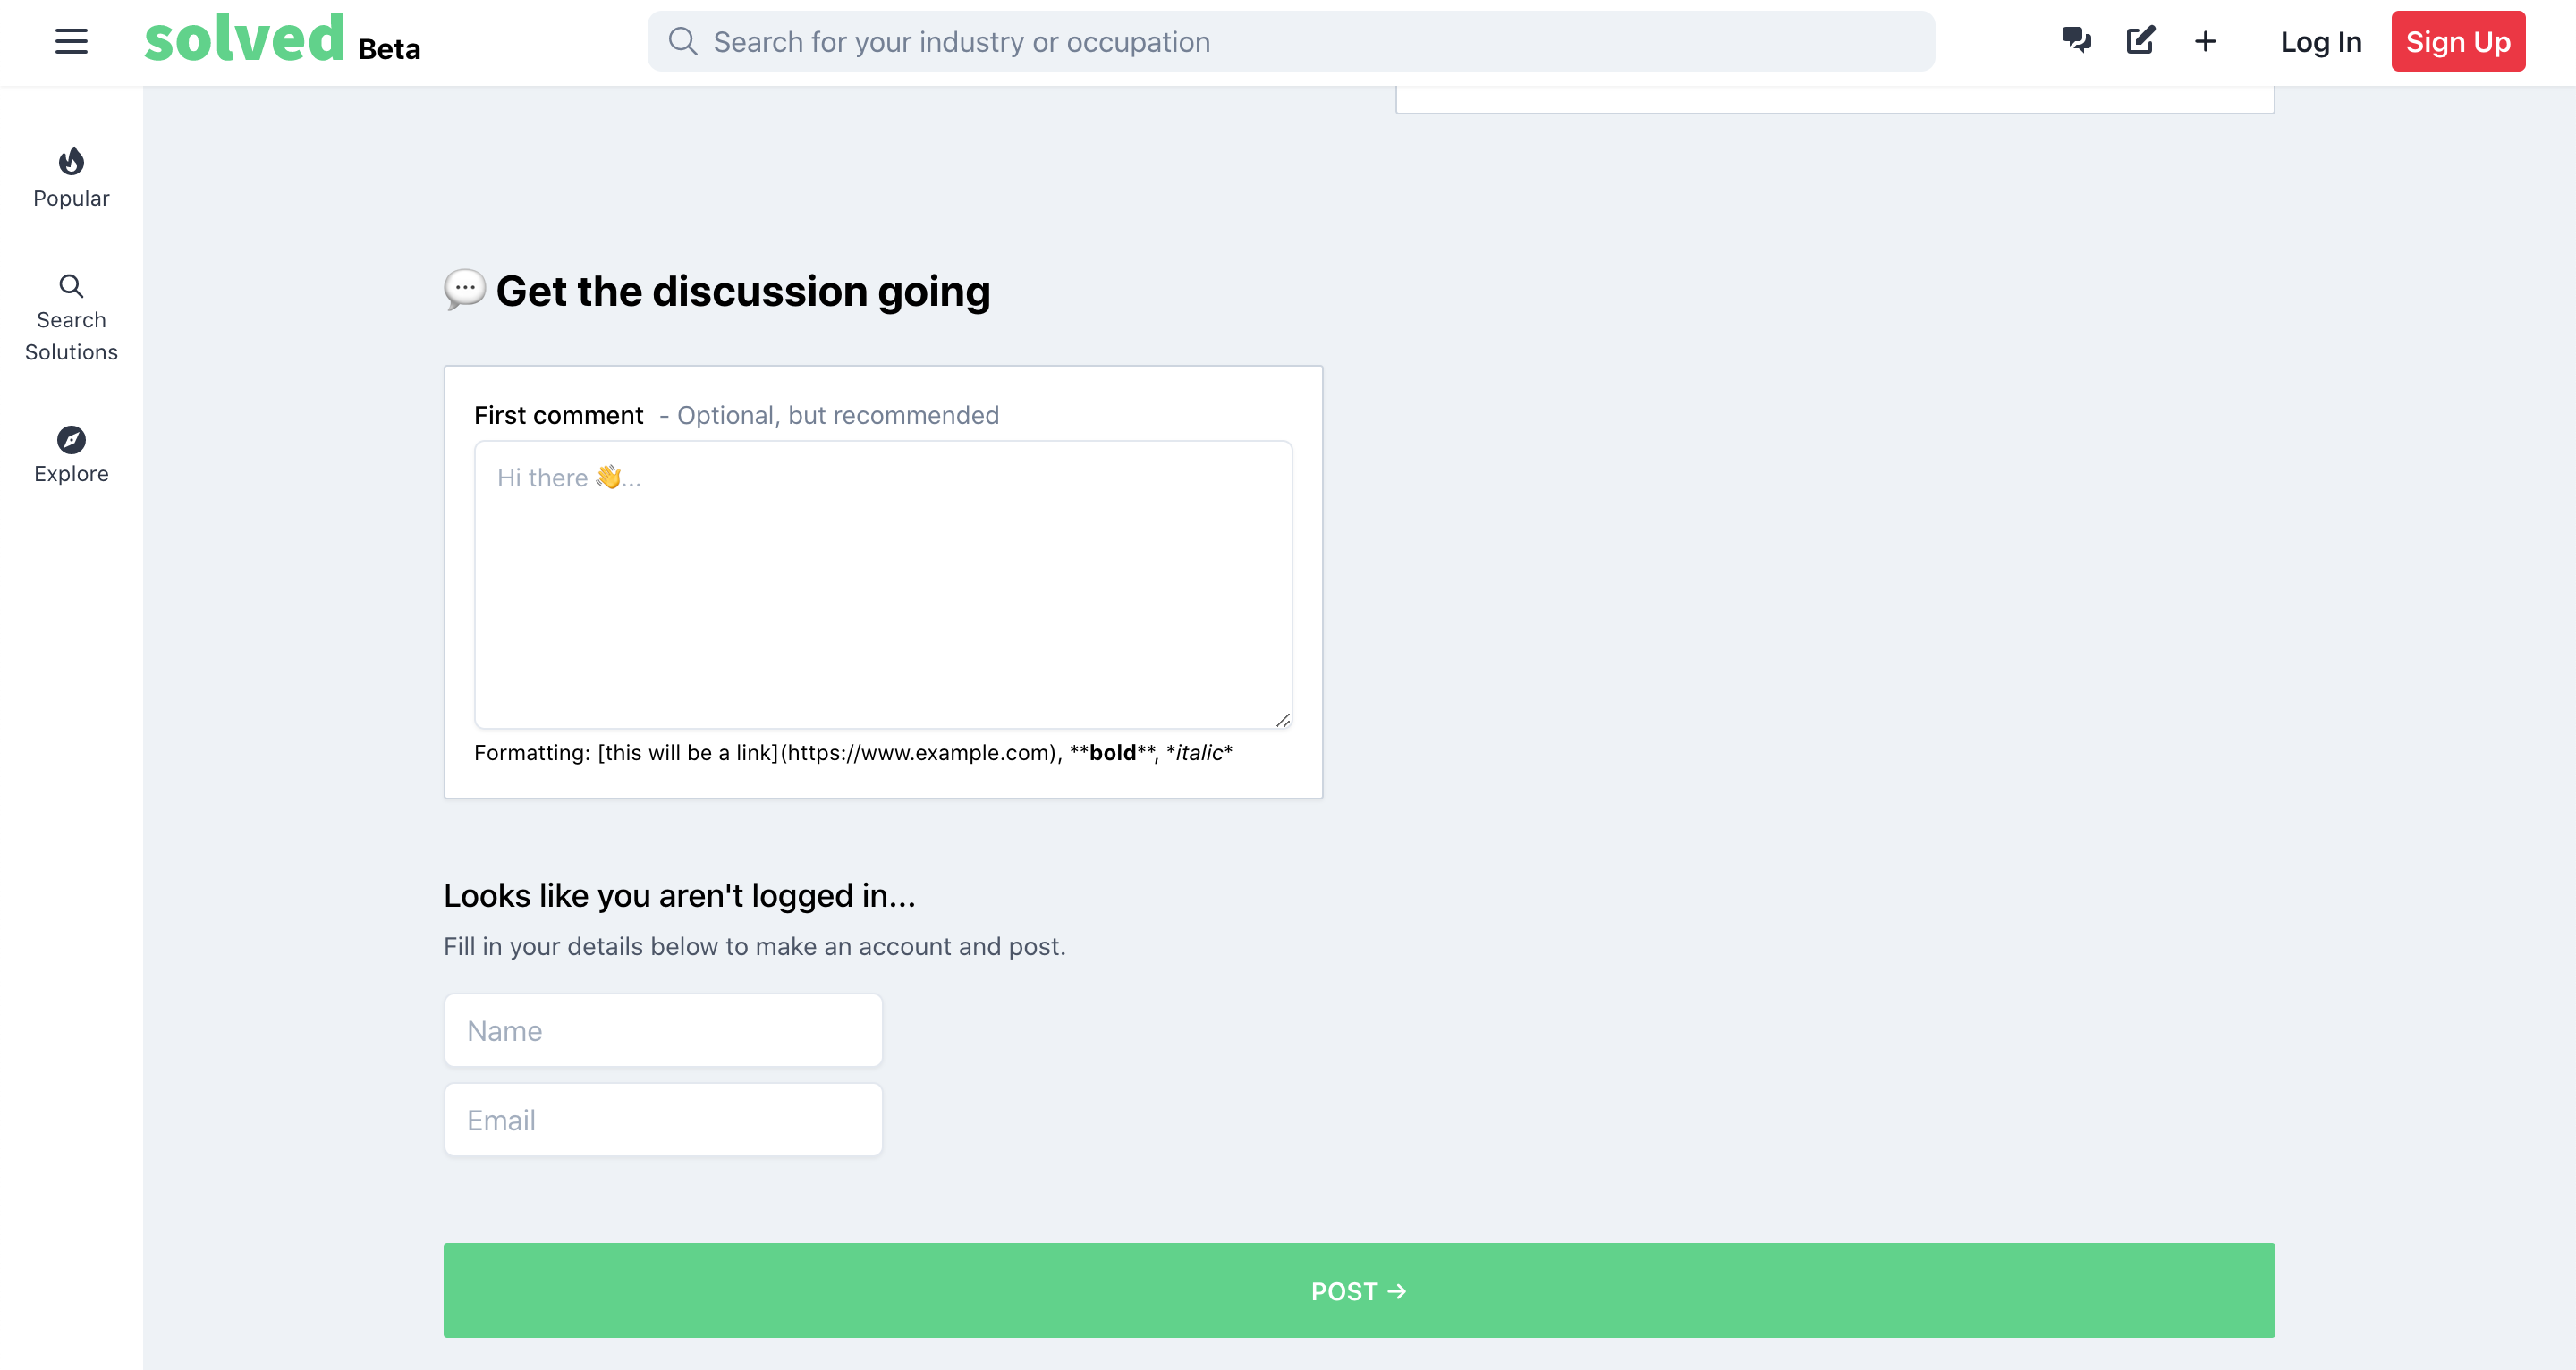 solved Beta
Search for your industry or occupation
Log In
Sign Up
Popular
Search
Solutions
Explore
💬 Get the discussion going
First comment - Optional, but recommended
Hi there 👋...
Formatting: [this will be a link](https://www.example.com), **bold**, *italic*
Looks like you aren't logged in...
Fill in your details below to make an account and post.
Name
Email
POST →